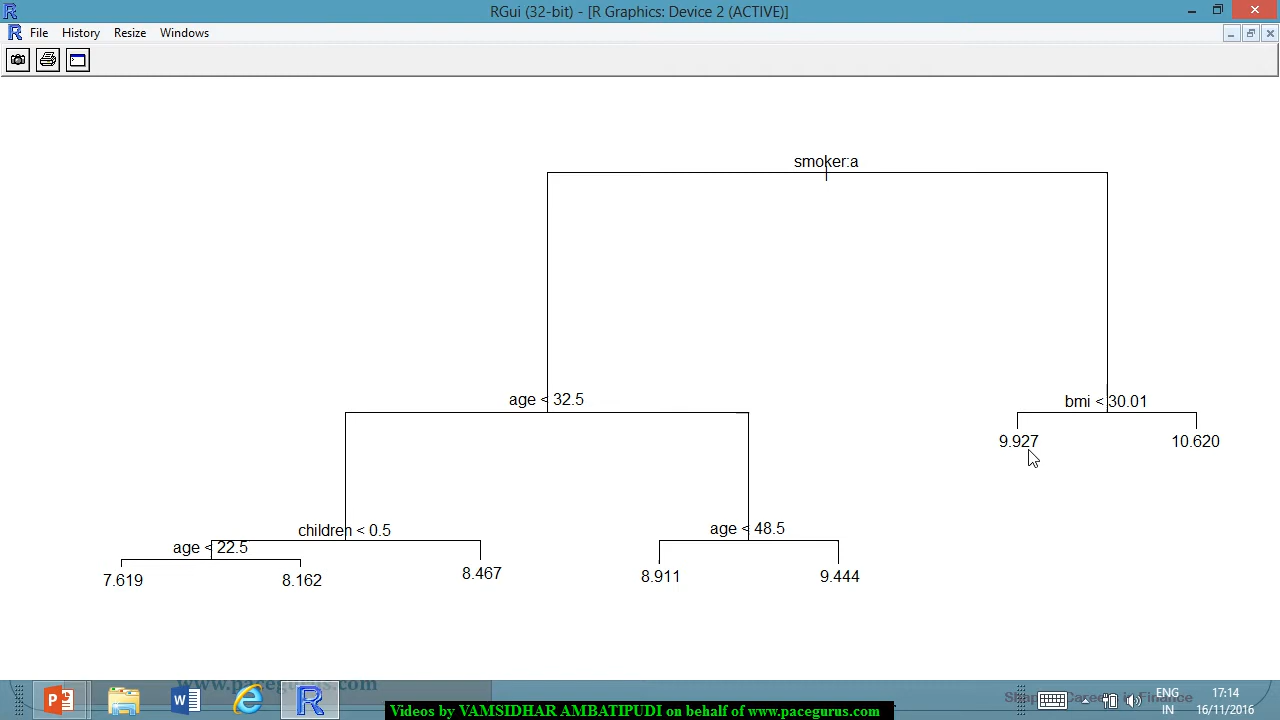 RGui (32-bit) - [R Graphics: Device 2 (ACTIVE)]
File History Resize Windows
smoker:a
age < 32.5
bmi < 30.01
9.927 10.620
children < 0.5
age < 48.5
age < 22.5
7.619 8.162 8.467 8.911 9.444
www.pacegurus.com
ENG 17:14
IN 16/11/2016
Videos by VAMSIDHAR AMBATIPUDI on behalf of www.pacegurus.com